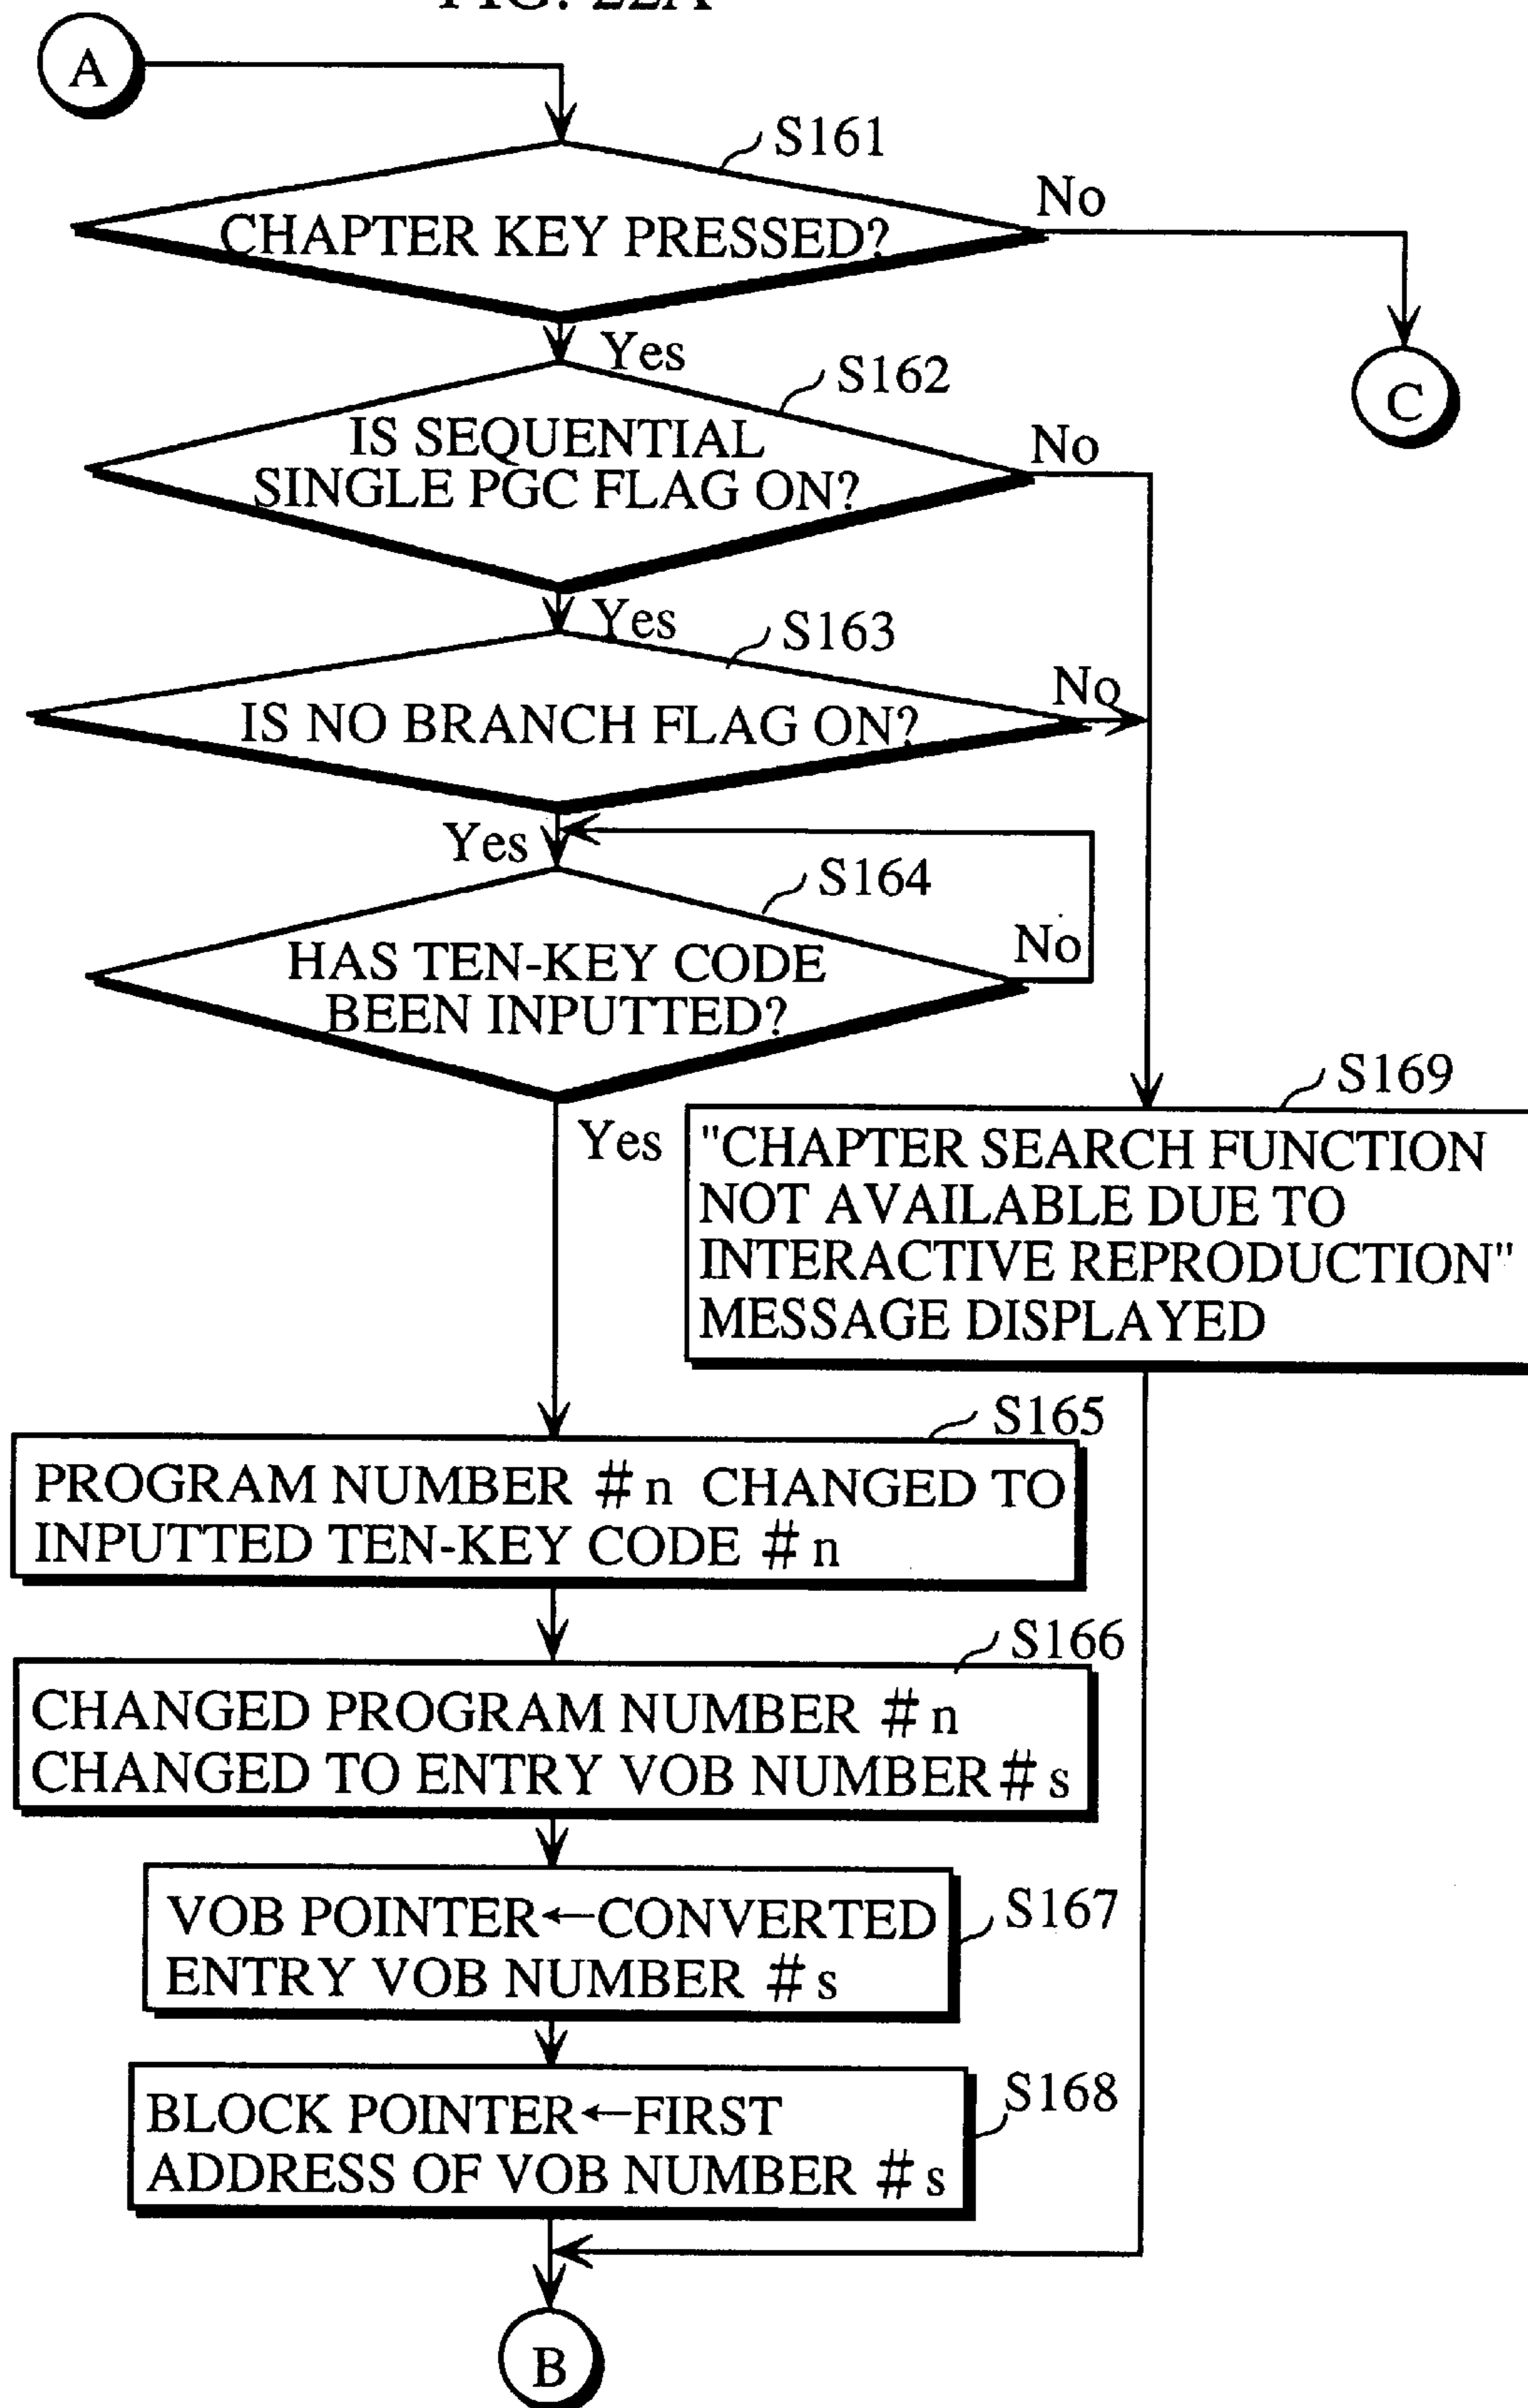 FIG. 22A
A
S161
CHAPTER KEY PRESSED?
No
C
Yes
S162
IS SEQUENTIAL
SINGLE PGC FLAG ON?
No
Yes
S163
IS NO BRANCH FLAG ON?
No
Yes
S164
HAS TEN-KEY CODE
BEEN INPUTTED?
No
Yes
S169
"CHAPTER SEARCH FUNCTION
NOT AVAILABLE DUE TO
INTERACTIVE REPRODUCTION"
MESSAGE DISPLAYED
S165
PROGRAM NUMBER #n CHANGED TO
INPUTTED TEN-KEY CODE #n
S166
CHANGED PROGRAM NUMBER #n
CHANGED TO ENTRY VOB NUMBER #s
S167
VOB POINTER←CONVERTED
ENTRY VOB NUMBER #s
S168
BLOCK POINTER←FIRST
ADDRESS OF VOB NUMBER #s
B